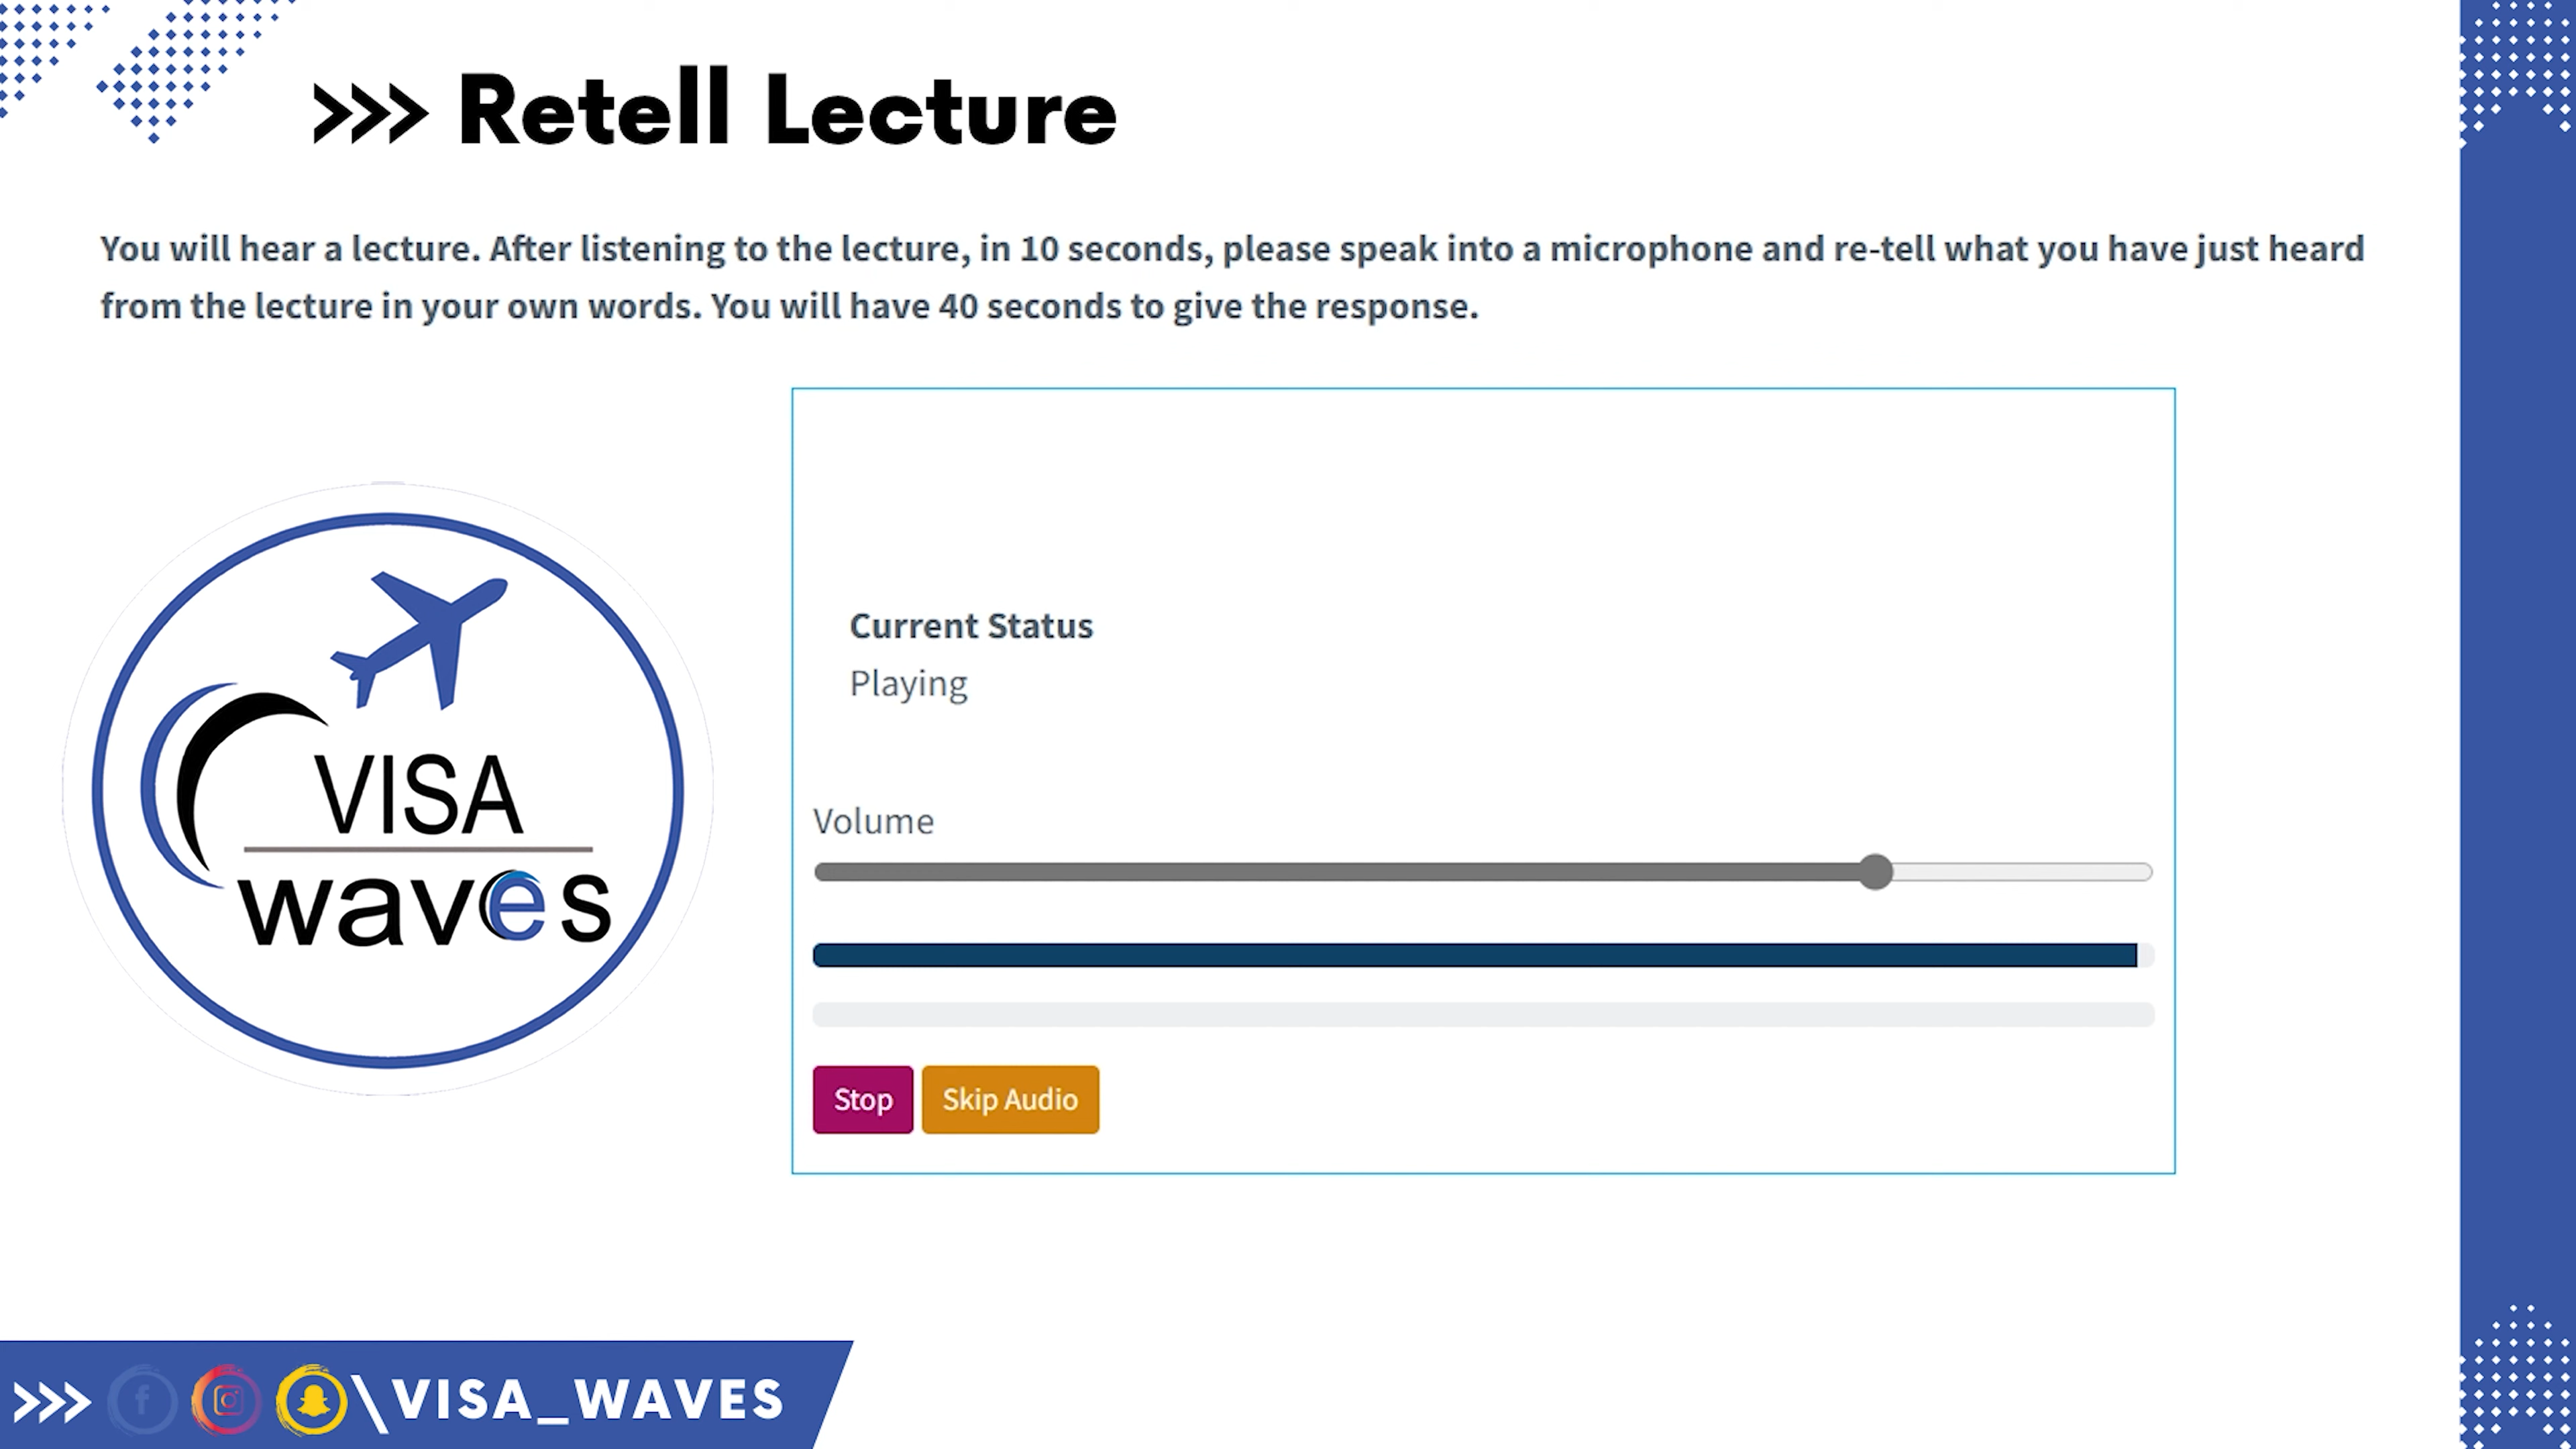 >>> Retell Lecture
You will hear a lecture. After listening to the lecture, in 10 seconds, please speak into a microphone and re-tell what you have just heard
from the lecture in your own words. You will have 40 seconds to give the response.
VISA
waves
Current Status
Playing
Volume
Stop
Skip Audio
>>> \VISA_WAVES